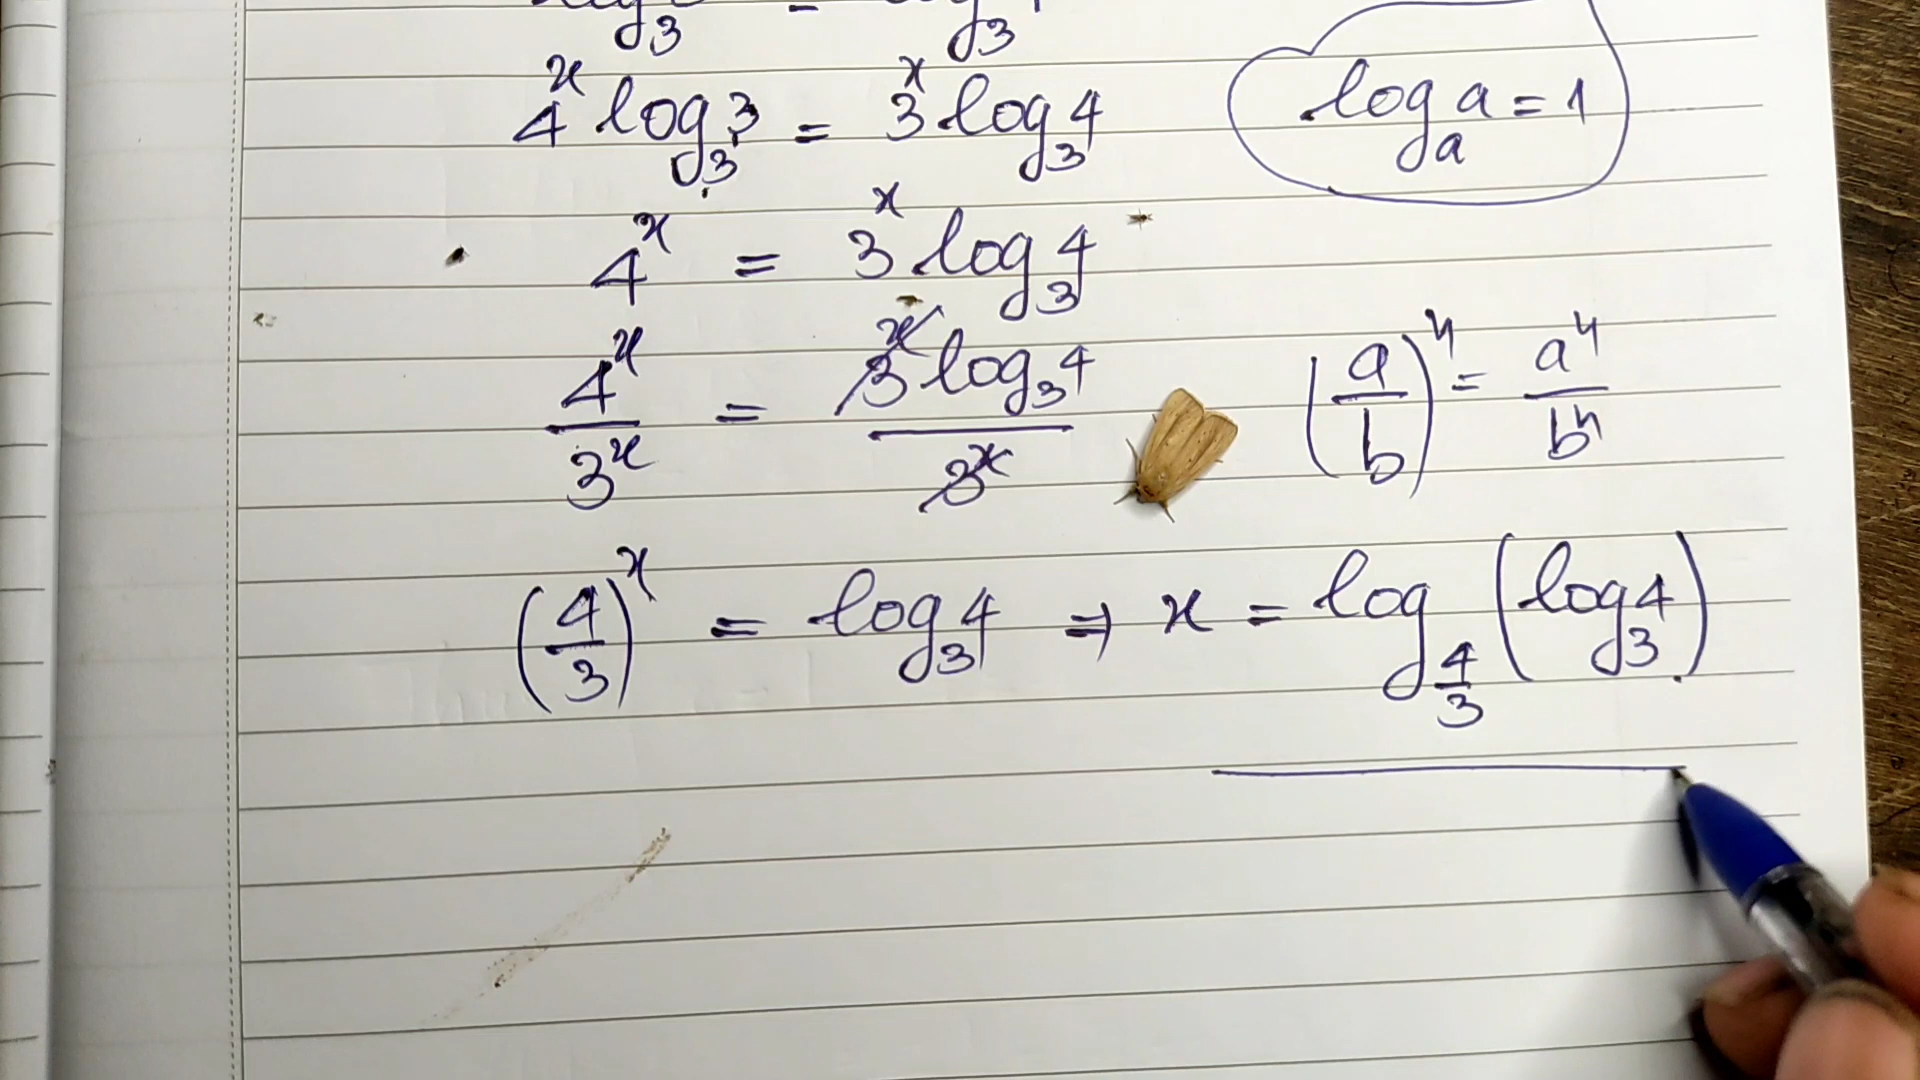 4^x log_3 3 = 3^x log_3 4
log_a a = 1
4^x = 3^x log_3 4
4^x / 3^x = 3^x log_3 4 / 3^x
(a/b)^n = a^n / b^n
(4/3)^x = log_3 4 ⇒ x = log_{4/3} (log_3 4)